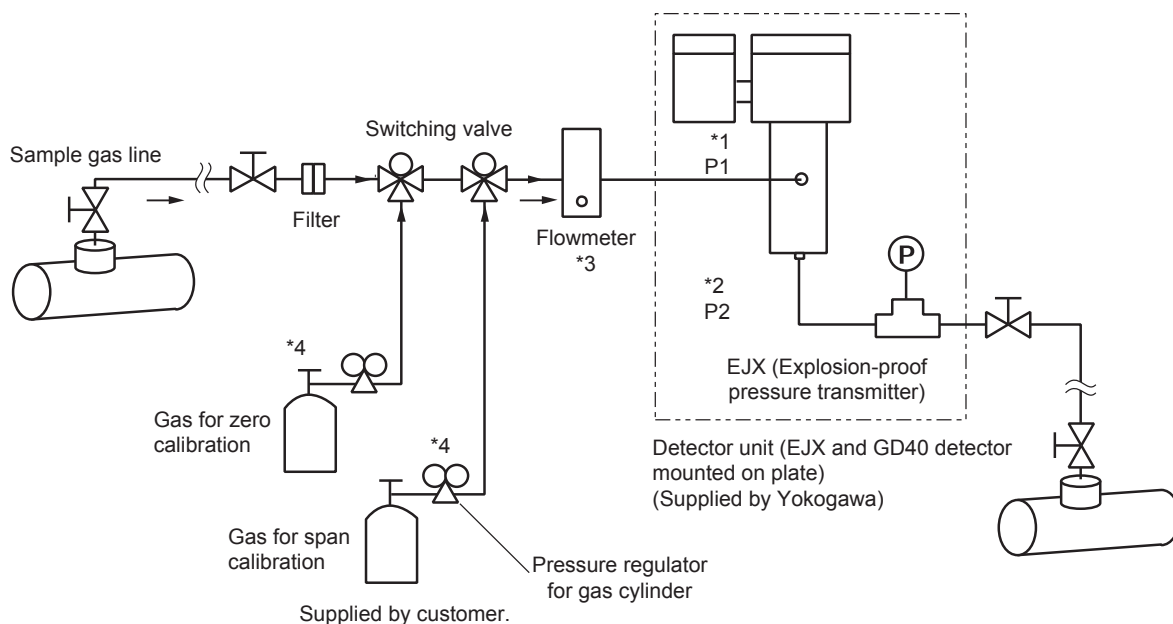 Switching valve
Sample gas line
Filter
Flowmeter
*3
*1
P1
*2
P2
P
EJX (Explosion-proof
pressure transmitter)
*4
Gas for zero
calibration
*4
Gas for span
calibration
Pressure regulator
for gas cylinder
Supplied by customer.
Detector unit (EJX and GD40 detector
mounted on plate)
(Supplied by Yokogawa)